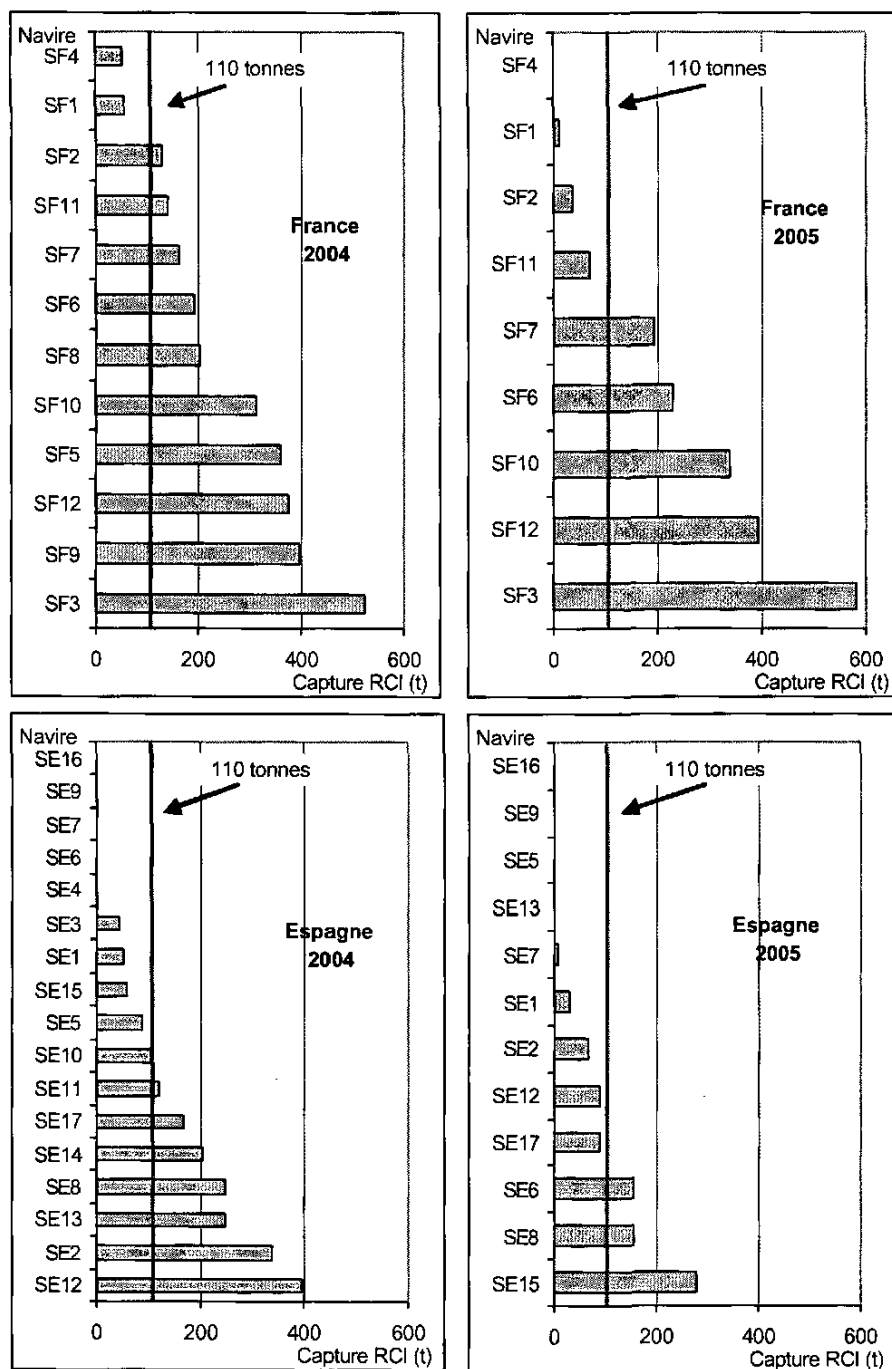 Navire
SF4
110 tonnes
SF1
SF2
SF11
France
2004
SF7
SF6
SF8
SF10
SF5
SF12
SF9
SF3
0 200 400 600
Capture RCI (t)
Navire
SF4
110 tonnes
SF1
SF2
France
2005
SF11
SF7
SF6
SF10
SF12
SF3
0 200 400 600
Capture RCI (t)
Navire
SE16
110 tonnes
SE9
SE7
SE6
SE4
SE3
Espagne
2004
SE1
SE15
SE5
SE10
SE11
SE17
SE14
SE8
SE13
SE2
SE12
0 200 400 600
Capture RCI (t)
Navire
SE16
110 tonnes
SE9
SE5
SE13
Espagne
2005
SE7
SE1
SE2
SE12
SE17
SE6
SE8
SE15
0 200 400 600
Capture RCI (t)